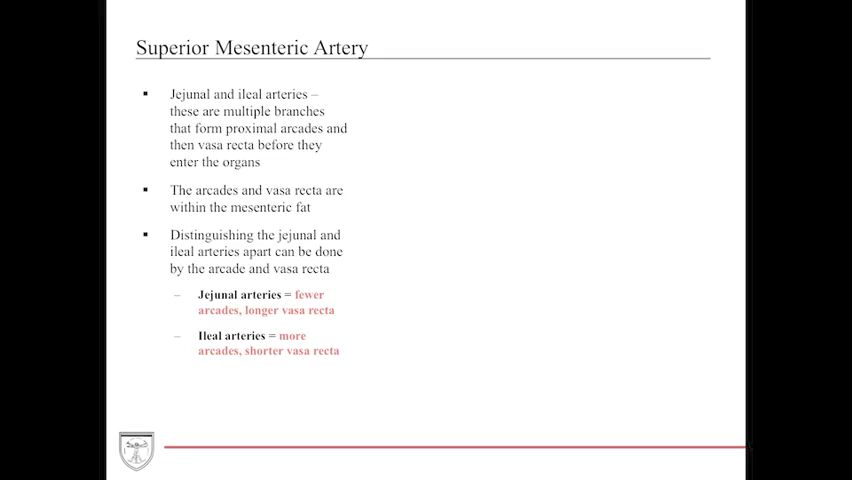 Superior Mesenteric Artery
▪ Jejunal and ileal arteries –
these are multiple branches
that form proximal arcades and
then vasa recta before they
enter the organs
▪ The arcades and vasa recta are
within the mesenteric fat
▪ Distinguishing the jejunal and
ileal arteries apart can be done
by the arcade and vasa recta
– Jejunal arteries = fewer
arcades, longer vasa recta
– Ileal arteries = more
arcades, shorter vasa recta